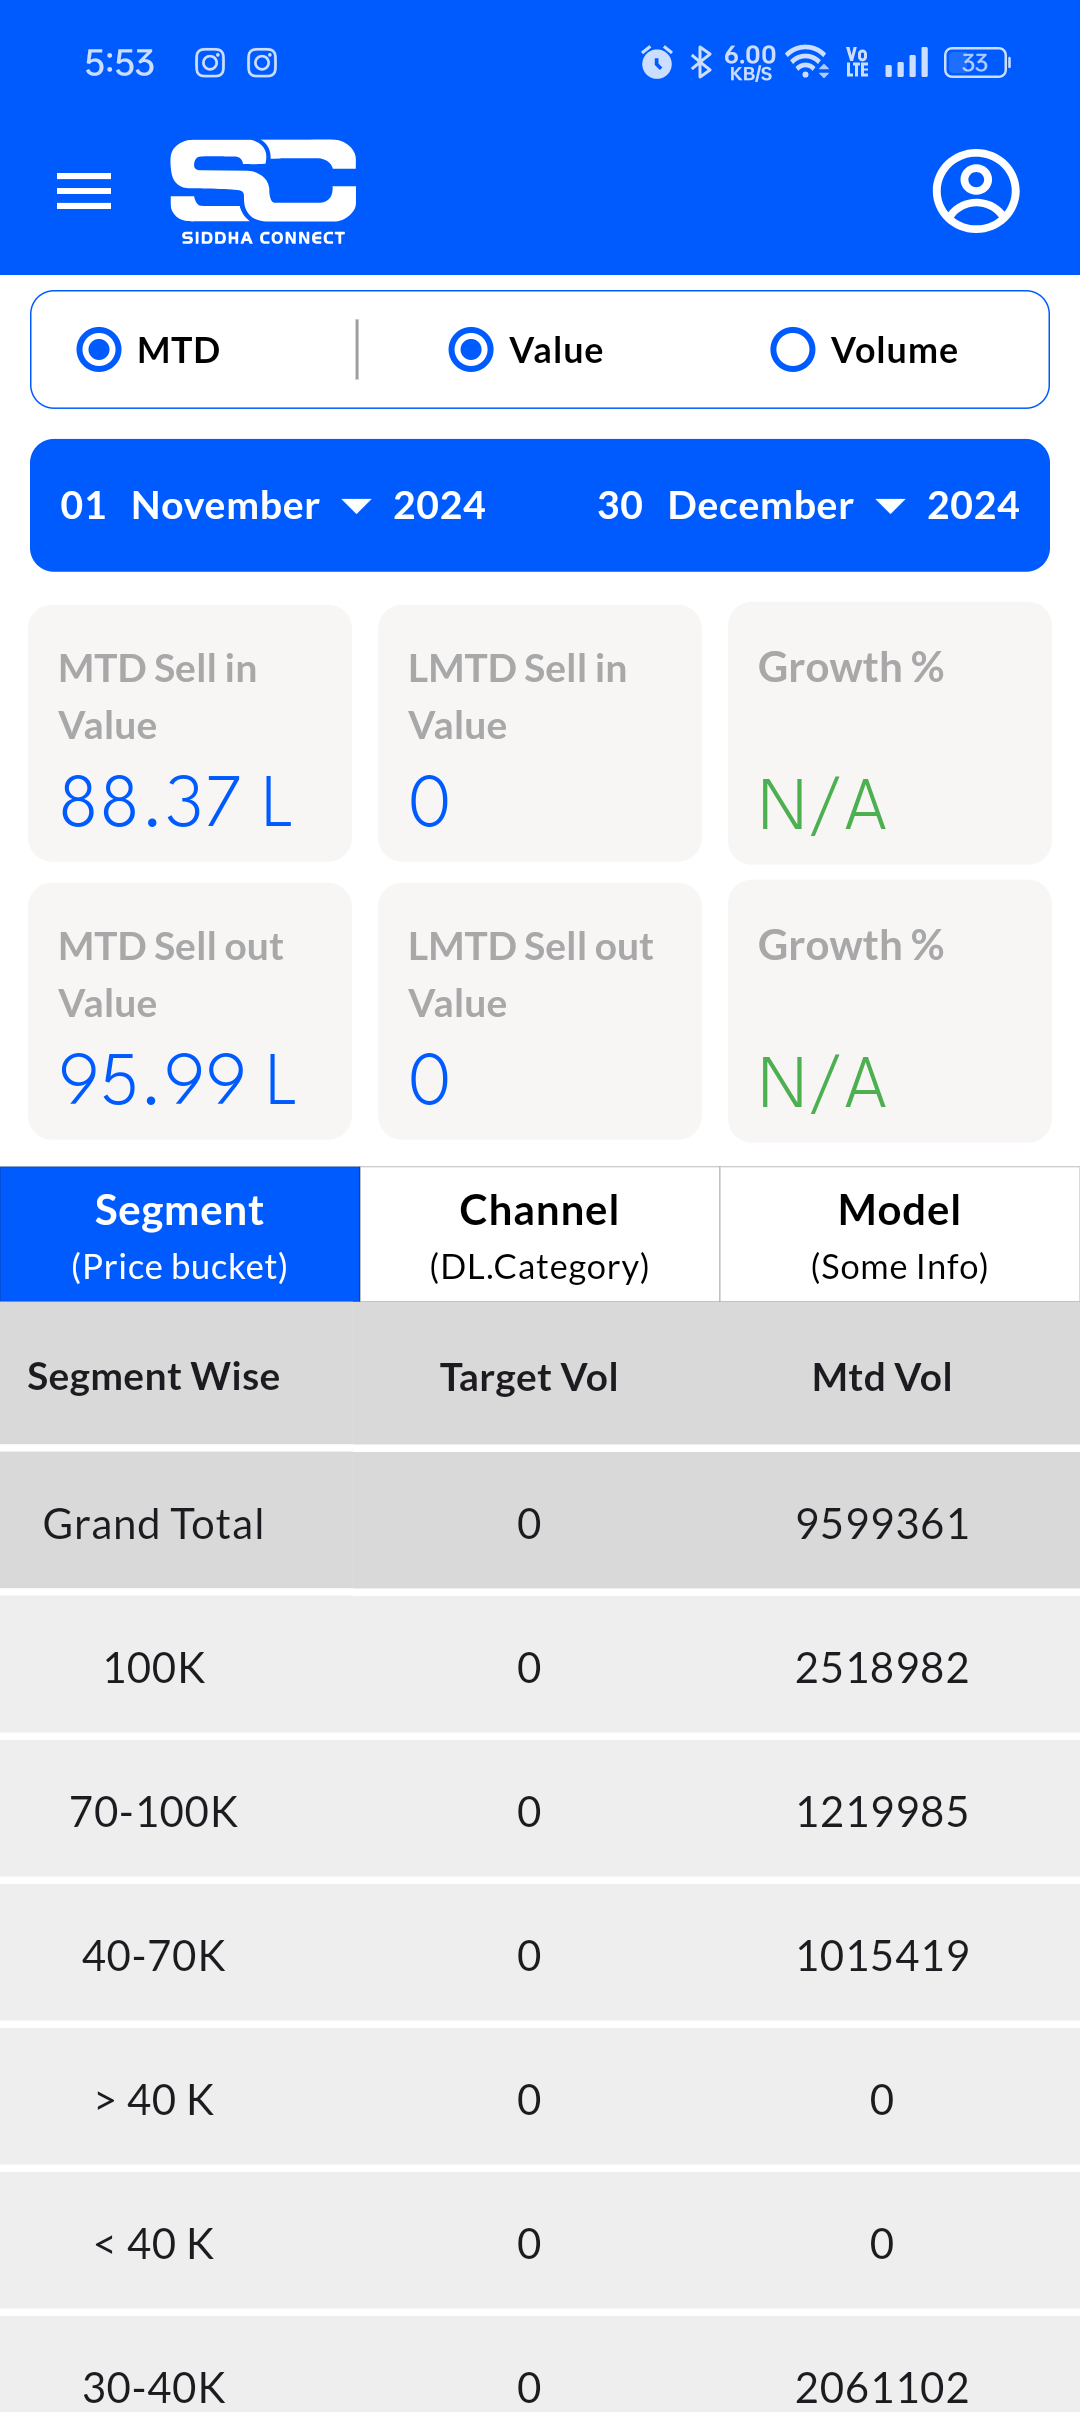 5:53 6.00 KB/S Vo LTE 33
SIDDHA CONNECT
MTD Value Volume
01 November 2024 30 December 2024
MTD Sell in Value
88.37 L
LMTD Sell in Value
0
Growth %
N/A
MTD Sell out Value
95.99 L
LMTD Sell out Value
0
Growth %
N/A
Segment Channel Model
(Price bucket) (DL.Category) (Some Info)
Segment Wise Target Vol Mtd Vol
Grand Total 0 9599361
100K 0 2518982
70-100K 0 1219985
40-70K 0 1015419
> 40 K 0 0
< 40 K 0 0
30-40K 0 2061102